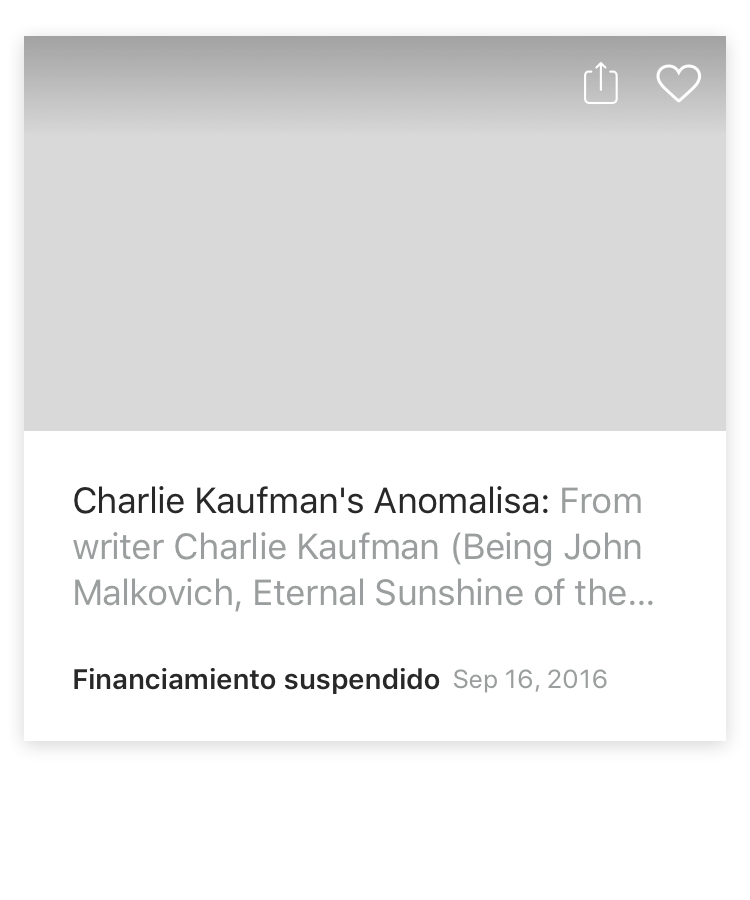 Charlie Kaufman's Anomalisa: From
writer Charlie Kaufman (Being John
Malkovich, Eternal Sunshine of the...
Financiamiento suspendido Sep 16, 2016